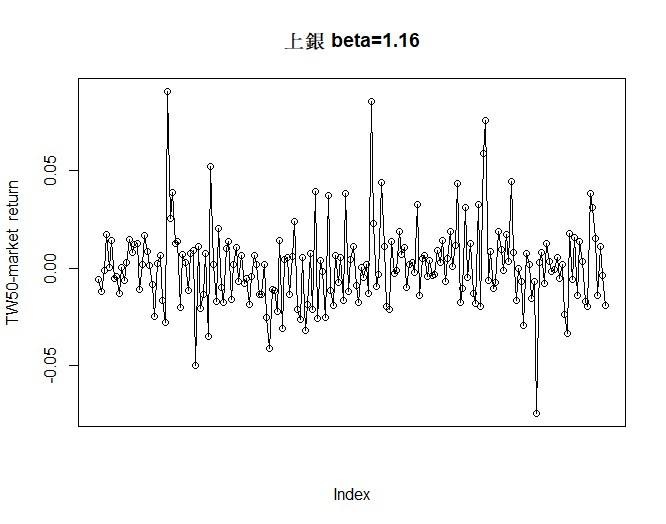 上銀 beta=1.16
TW50-market return
0.05
0.00
-0.05
Index